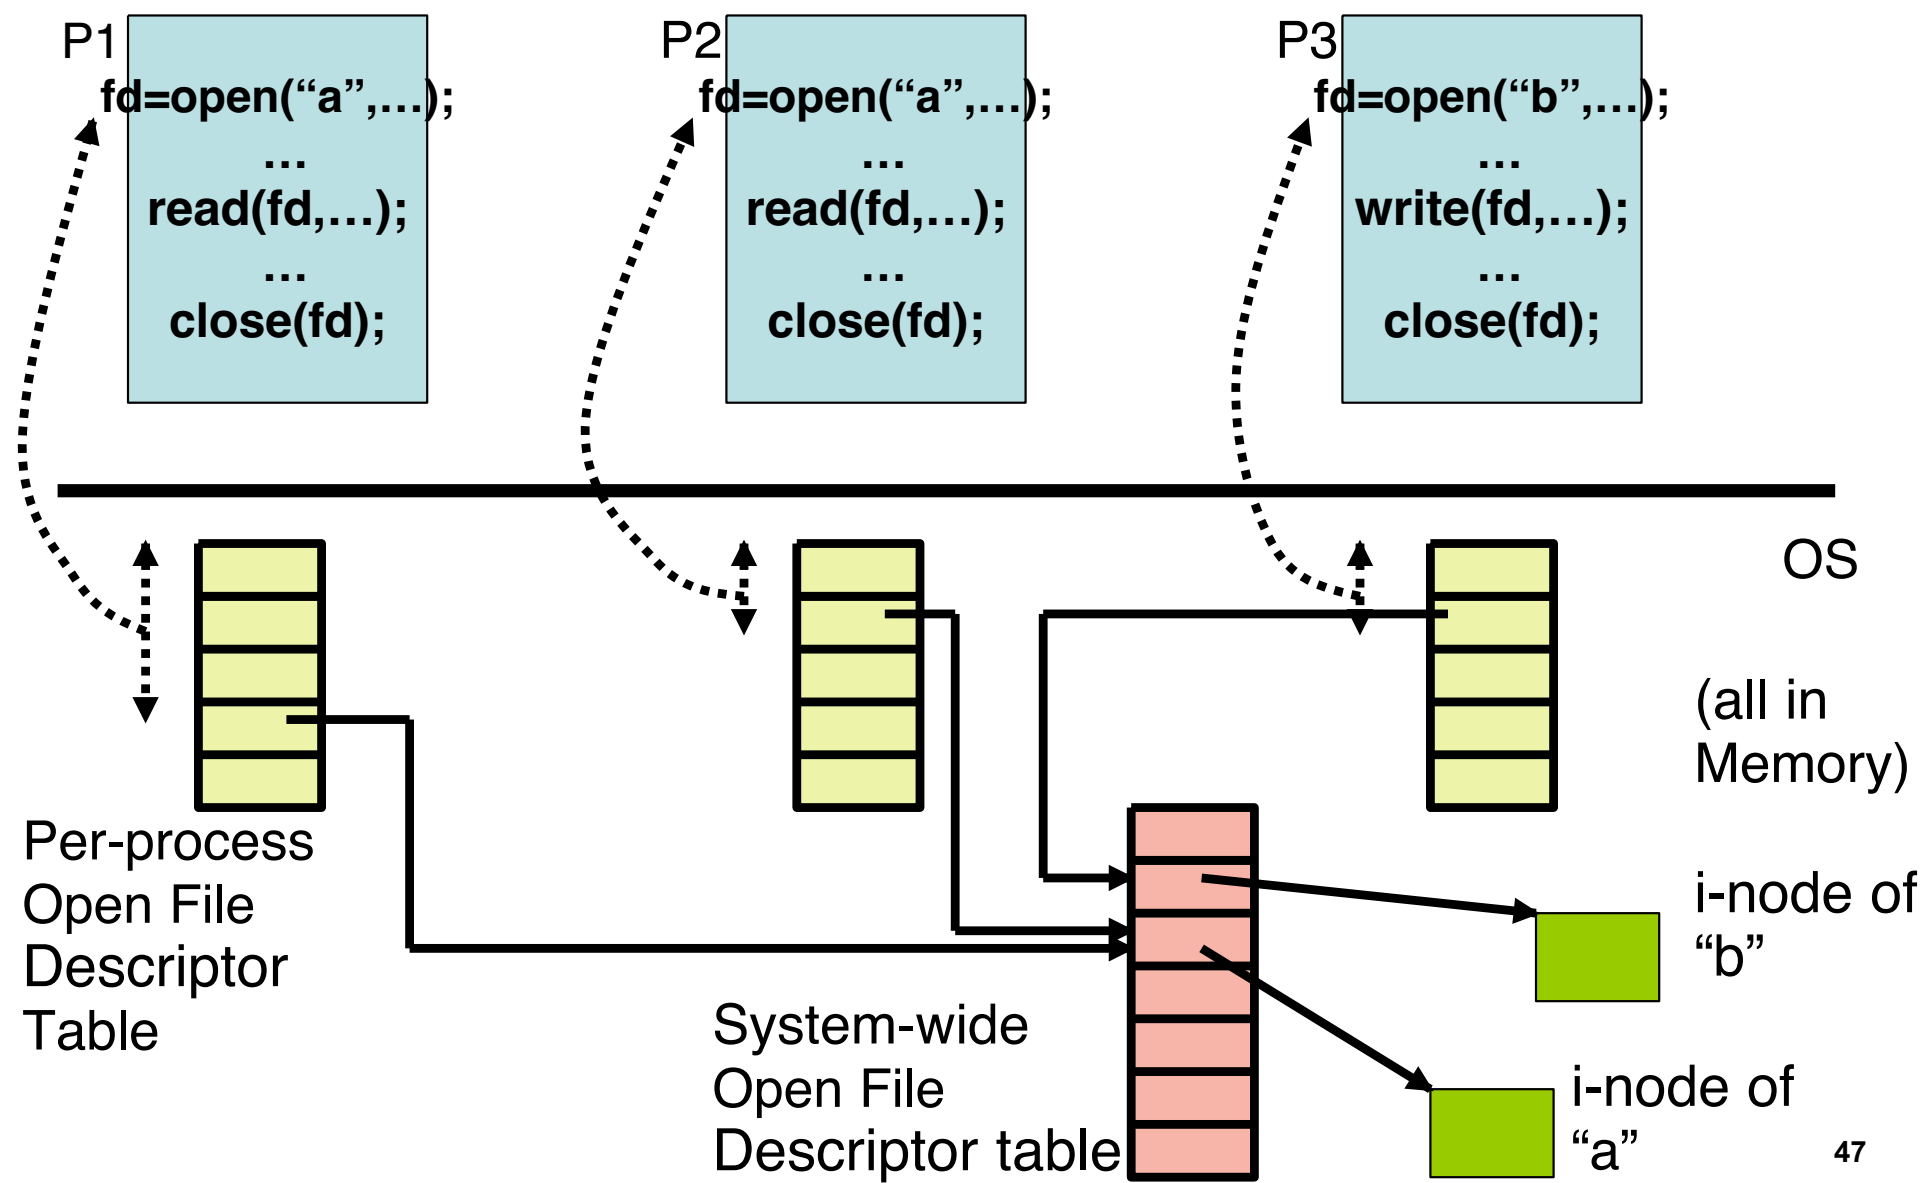 P1
fd=open(“a”,…);
…
read(fd,…);
…
close(fd);
P2
fd=open(“a”,…);
…
read(fd,…);
…
close(fd);
P3
fd=open(“b”,…);
…
write(fd,…);
…
close(fd);
OS
(all in
Memory)
Per-process
Open File
Descriptor
Table
System-wide
Open File
Descriptor table
i-node of
“b”
i-node of
“a”
47